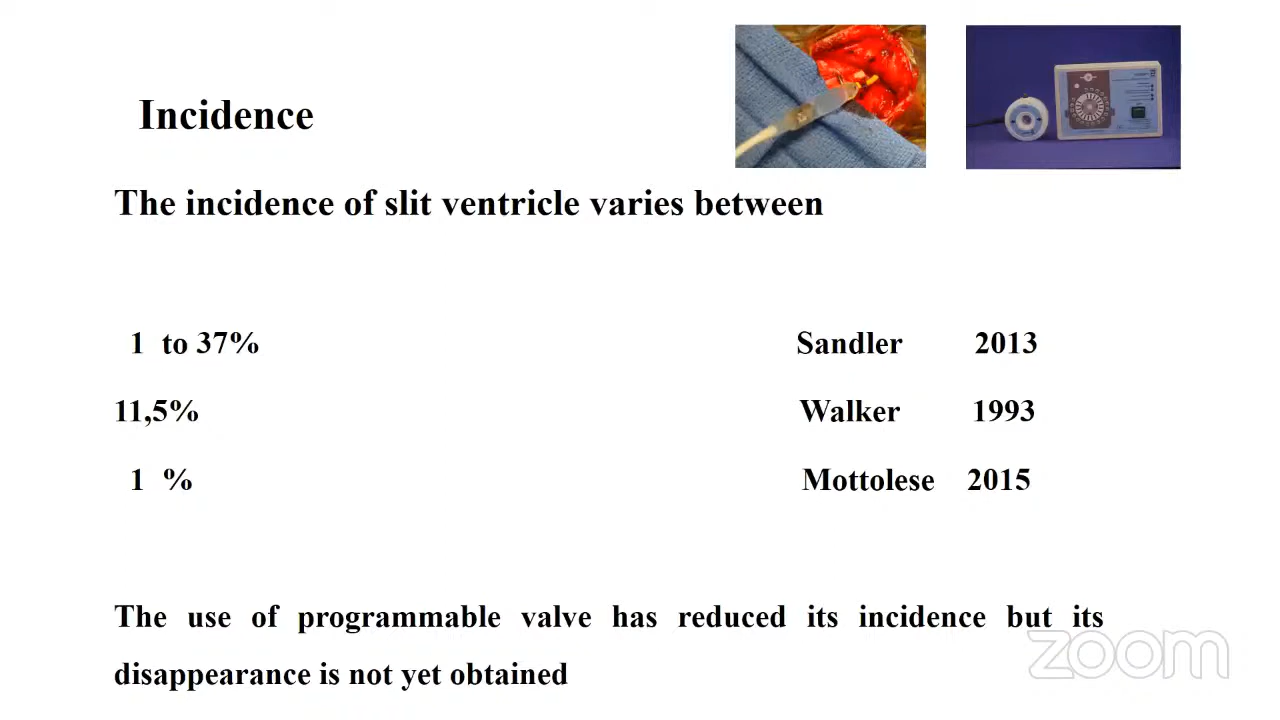 Incidence
The incidence of slit ventricle varies between
1 to 37% Sandler 2013
11,5% Walker 1993
1 % Mottolese 2015
The use of programmable valve has reduced its incidence but its
disappearance is not yet obtained
zoom